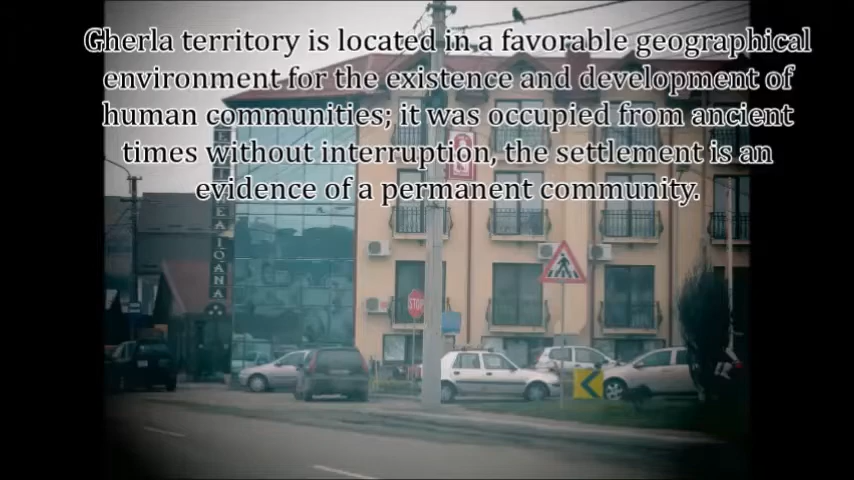 Gherla territory is located in a favorable geographical
environment for the existence and development of
human communities; it was occupied from ancient
times without interruption, the settlement is an
evidence of a permanent community.
IOANA
STOP